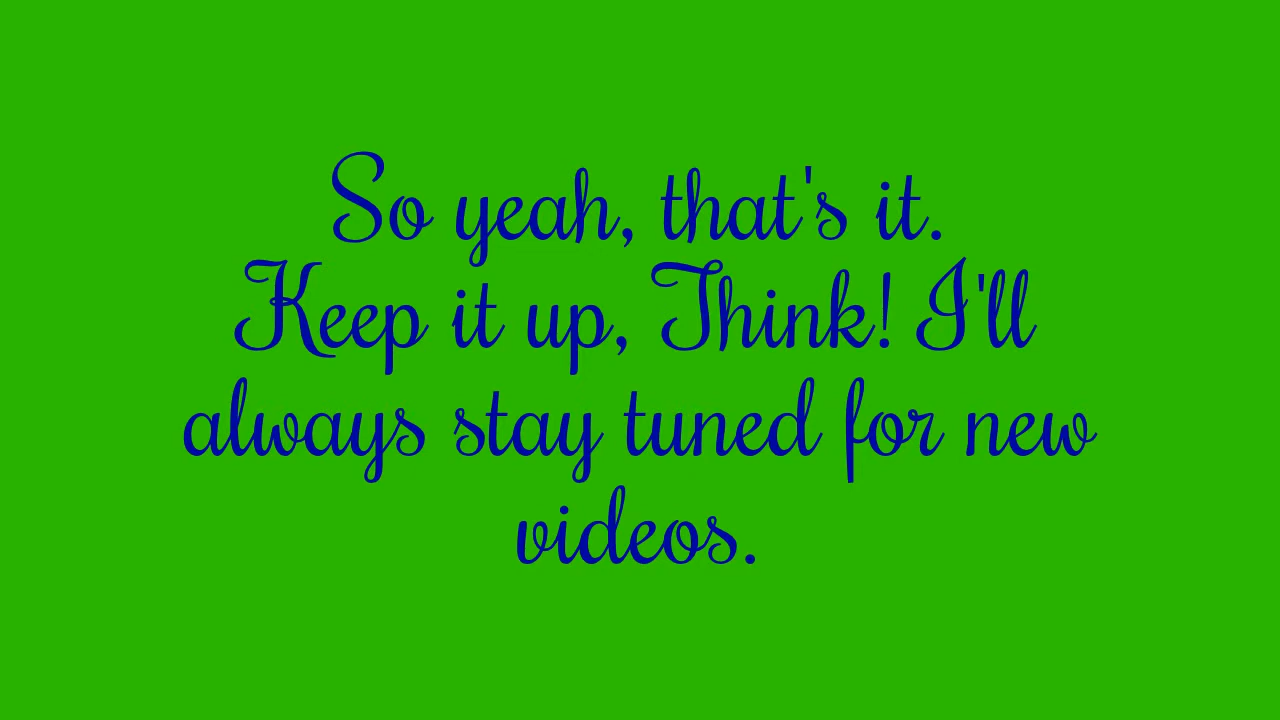 So yeah, that's it.
Keep it up, Think! I'll
always stay tuned for new
videos.